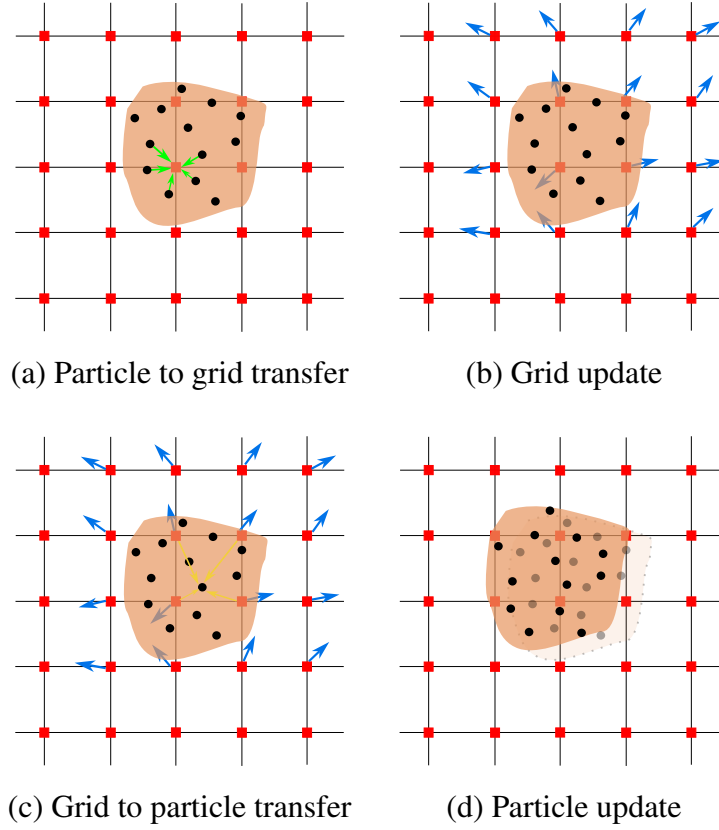 (a) Particle to grid transfer
(b) Grid update
(c) Grid to particle transfer
(d) Particle update